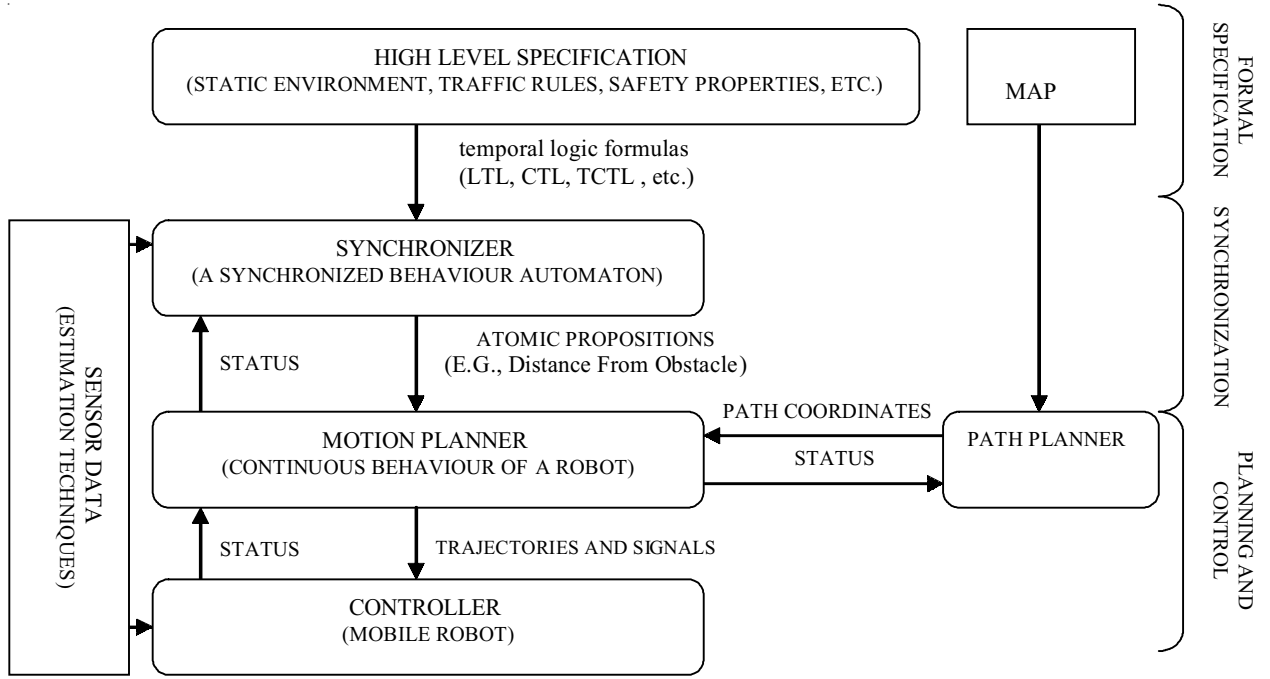 HIGH LEVEL SPECIFICATION
(STATIC ENVIRONMENT, TRAFFIC RULES, SAFETY PROPERTIES, ETC.)
MAP
FORMAL
SPECIFICATION
temporal logic formulas
(LTL, CTL, TCTL , etc.)
SYNCHRONIZER
(A SYNCHRONIZED BEHAVIOUR AUTOMATON)
SYNCHRONIZATION
SENSOR DATA
(ESTIMATION TECHNIQUES)
STATUS
ATOMIC PROPOSITIONS
(E.G., Distance From Obstacle)
MOTION PLANNER
(CONTINUOUS BEHAVIOUR OF A ROBOT)
PATH COORDINATES
STATUS
PATH PLANNER
PLANNING AND
CONTROL
STATUS
TRAJECTORIES AND SIGNALS
CONTROLLER
(MOBILE ROBOT)